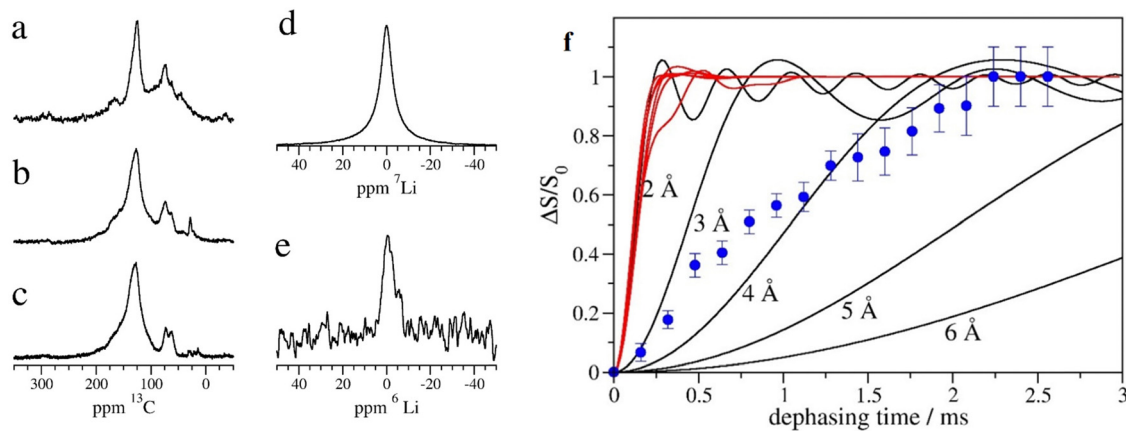 a
b
c
300 200 100 0
ppm ¹³C
d
40 20 0 -20 -40
ppm ⁷Li
e
40 20 0 -20 -40
ppm ⁶Li
f
ΔS/S₀
1
0.8
0.6
0.4
0.2
0
2 Å
3 Å
4 Å
5 Å
6 Å
0 0.5 1 1.5 2 2.5 3
dephasing time / ms